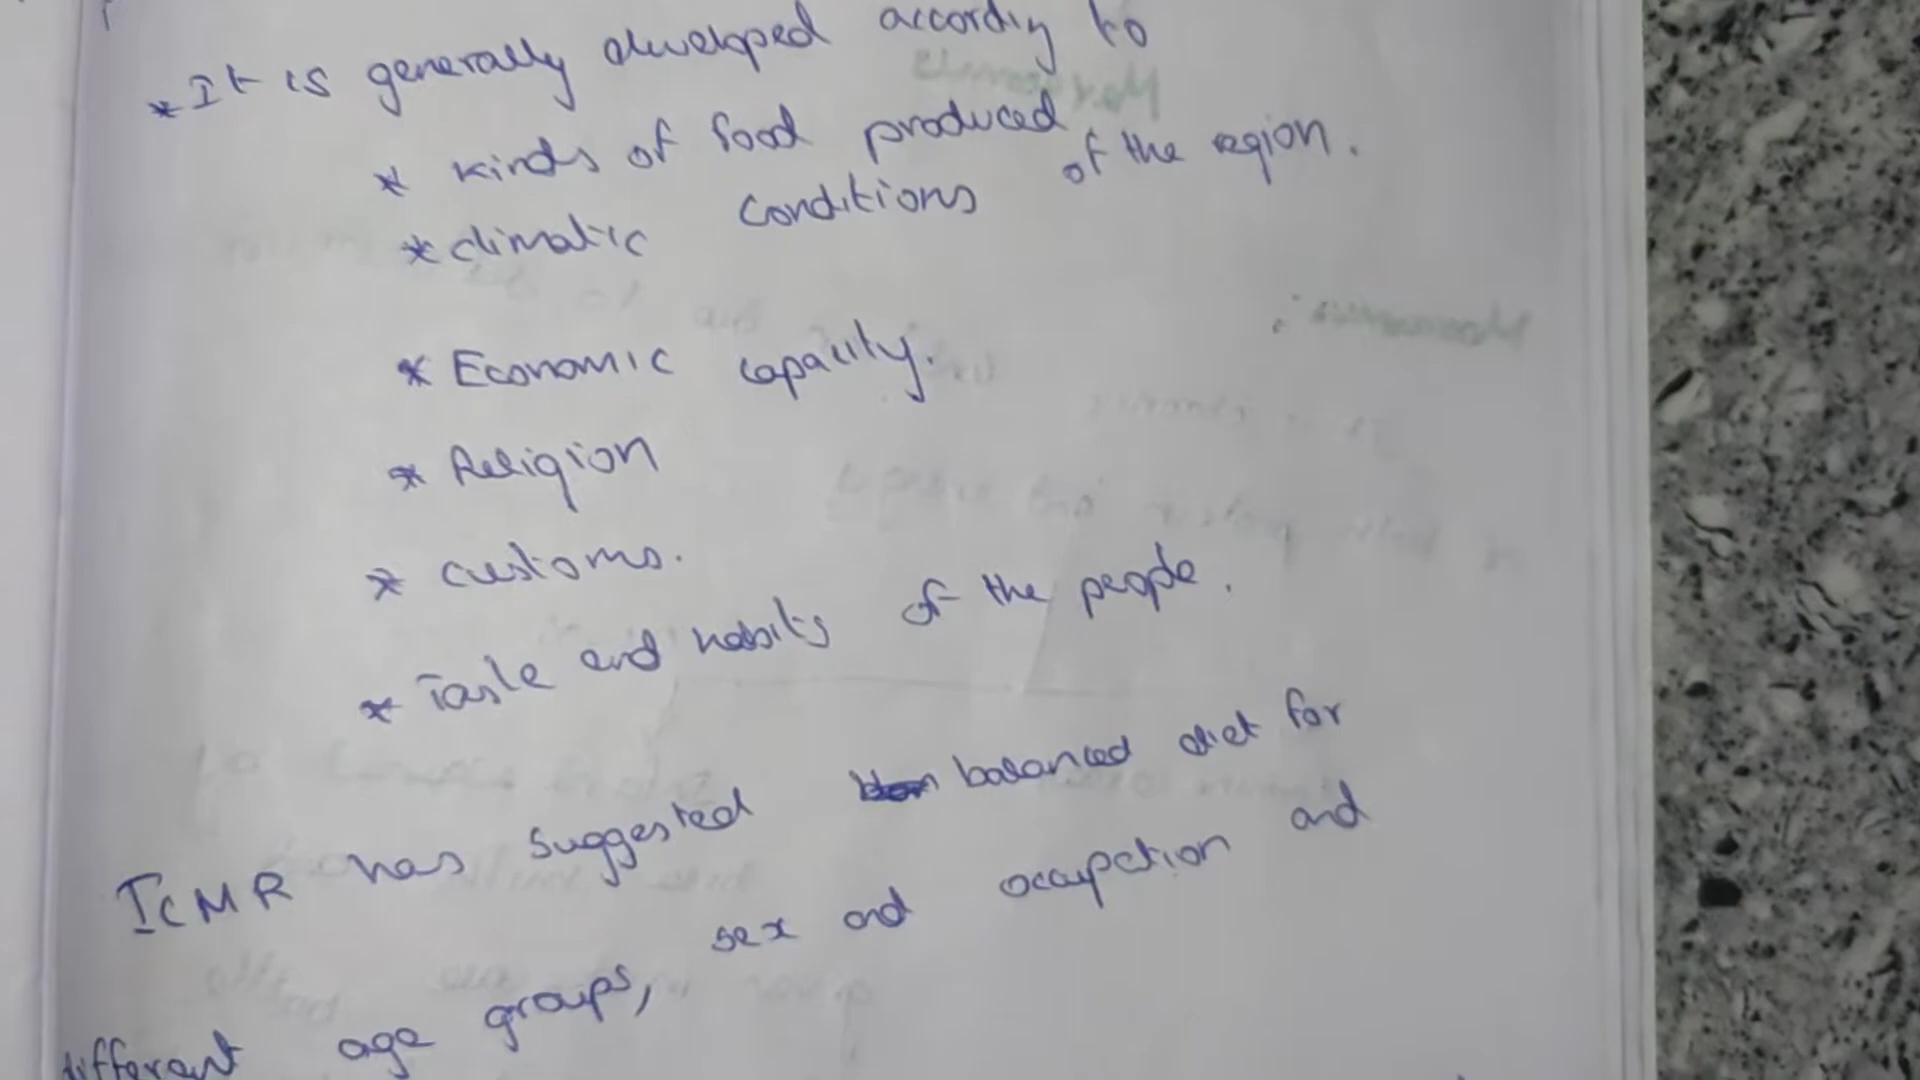 * It is generally developed according to
* kinds of food produced
* climatic conditions of the region.
* Economic capacity.
* Religion
* customs.
* Taste and habits of the people.
ICMR has suggested balanced diet for
different age groups, sex and occupation and